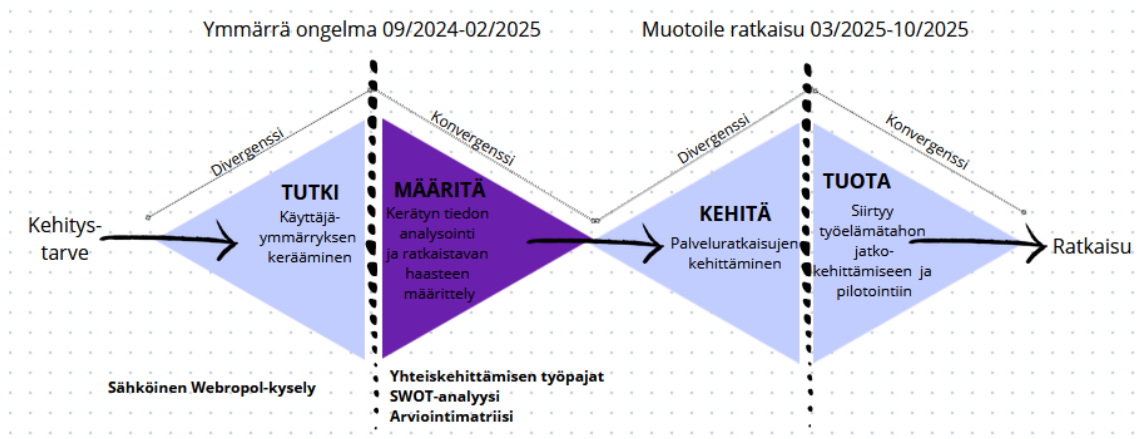 Ymmärrä ongelma 09/2024-02/2025
Muotoile ratkaisu 03/2025-10/2025
Divergenssi
Konvergenssi
Divergenssi
Konvergenssi
Kehitys-
tarve
TUTKI
Käyttäjä-
ymmärryksen
kerääminen
MÄÄRITÄ
Kerätyn tiedon
analysointi
ja ratkaistavan
haasteen
määrittely
KEHITÄ
Palveluratkaisujen
kehittäminen
TUOTA
Siirtyy
työelämätahon
jatko-
kehittämiseen ja
pilotointiin
Ratkaisu
Sähköinen Webropol-kysely
Yhteiskehittämisen työpajat
SWOT-analyysi
Arviointimatriisi